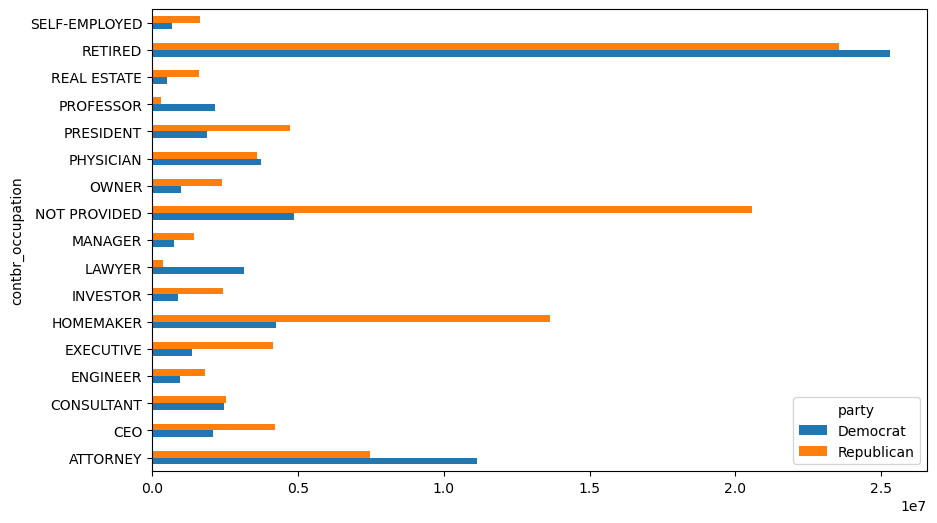 SELF-EMPLOYED
RETIRED
REAL ESTATE
PROFESSOR
PRESIDENT
PHYSICIAN
OWNER
NOT PROVIDED
MANAGER
LAWYER
INVESTOR
HOMEMAKER
EXECUTIVE
ENGINEER
CONSULTANT
CEO
ATTORNEY
contbr_occupation
party
Democrat
Republican
0.0 0.5 1.0 1.5 2.0 2.5
1e7